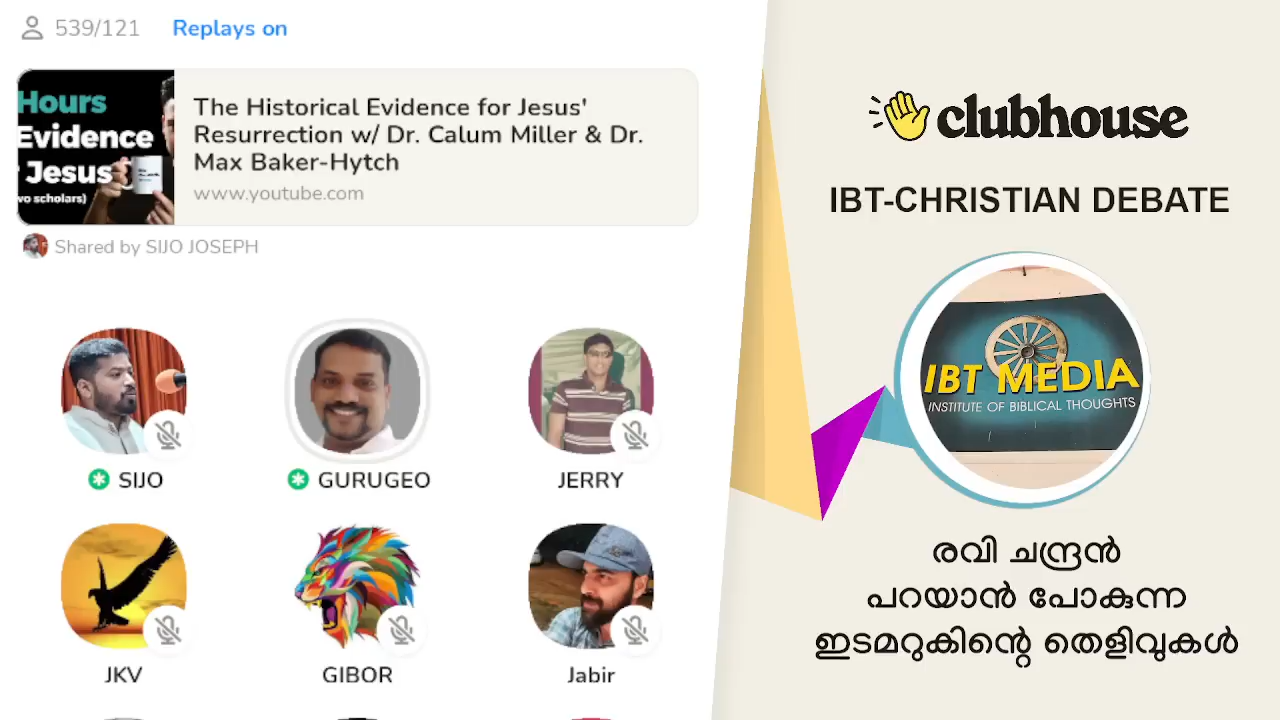 539/121 Replays on
Hours
Evidence
Jesus
vo scholars)
The Historical Evidence for Jesus'
Resurrection w/ Dr. Calum Miller & Dr.
Max Baker-Hytch
www.youtube.com
Shared by SIJO JOSEPH
SIJO GURUGEO JERRY
JKV GIBOR Jabir
clubhouse
IBT-CHRISTIAN DEBATE
IBT MEDIA
INSTITUTE OF BIBLICAL THOUGHTS
രവി ചന്ദ്രൻ
പറയാൻ പോകുന്ന
ഇടമറുകിന്റെ തെളിവുകൾ